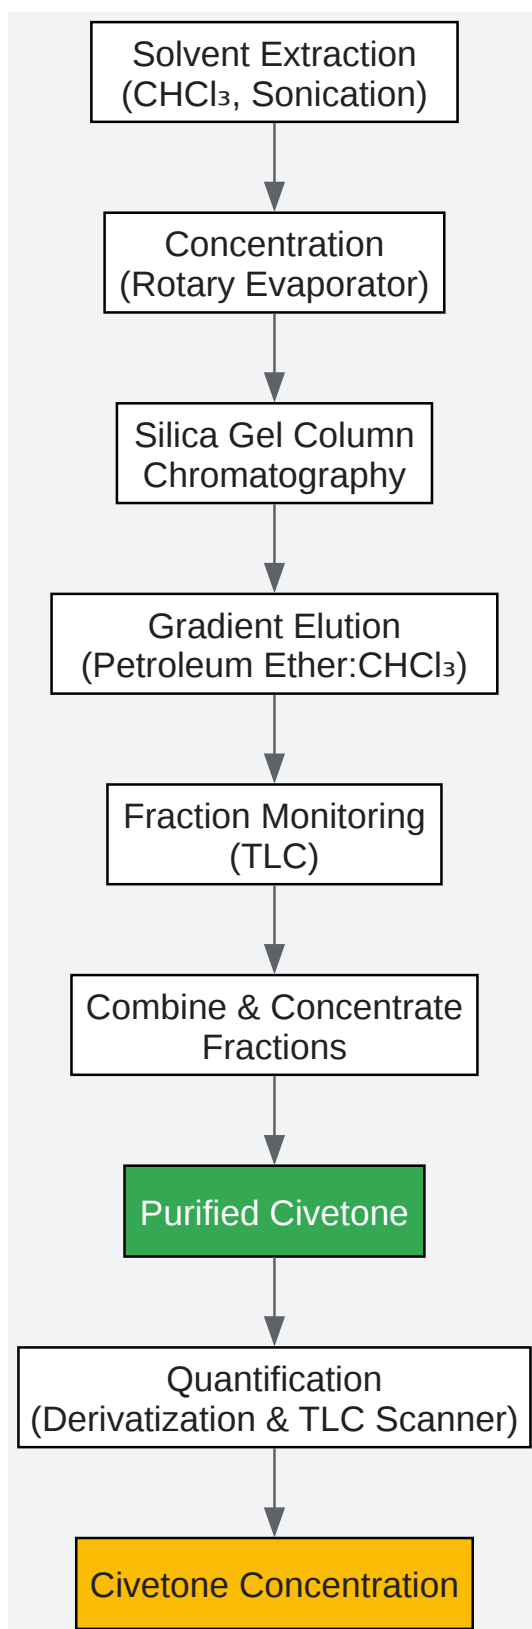 Solvent Extraction
(CHCl₃, Sonication)
Concentration
(Rotary Evaporator)
Silica Gel Column
Chromatography
Gradient Elution
(Petroleum Ether:CHCl₃)
Fraction Monitoring
(TLC)
Combine & Concentrate
Fractions
Purified Civetone
Quantification
(Derivatization & TLC Scanner)
Civetone Concentration